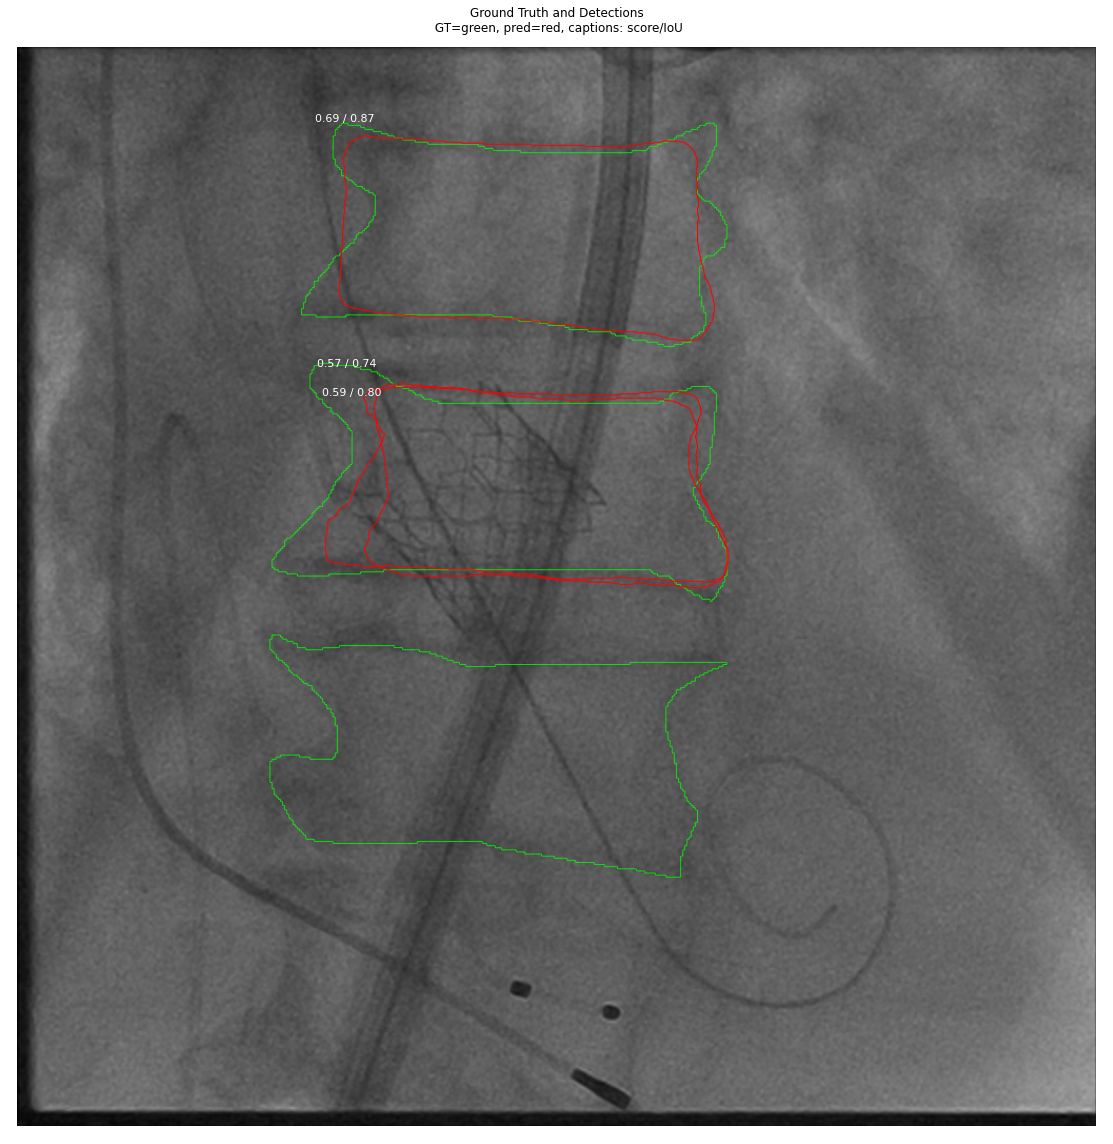 Ground Truth and Detections
GT=green, pred=red, captions: score/IoU
0.69 / 0.87
0.57 / 0.74
0.59 / 0.80